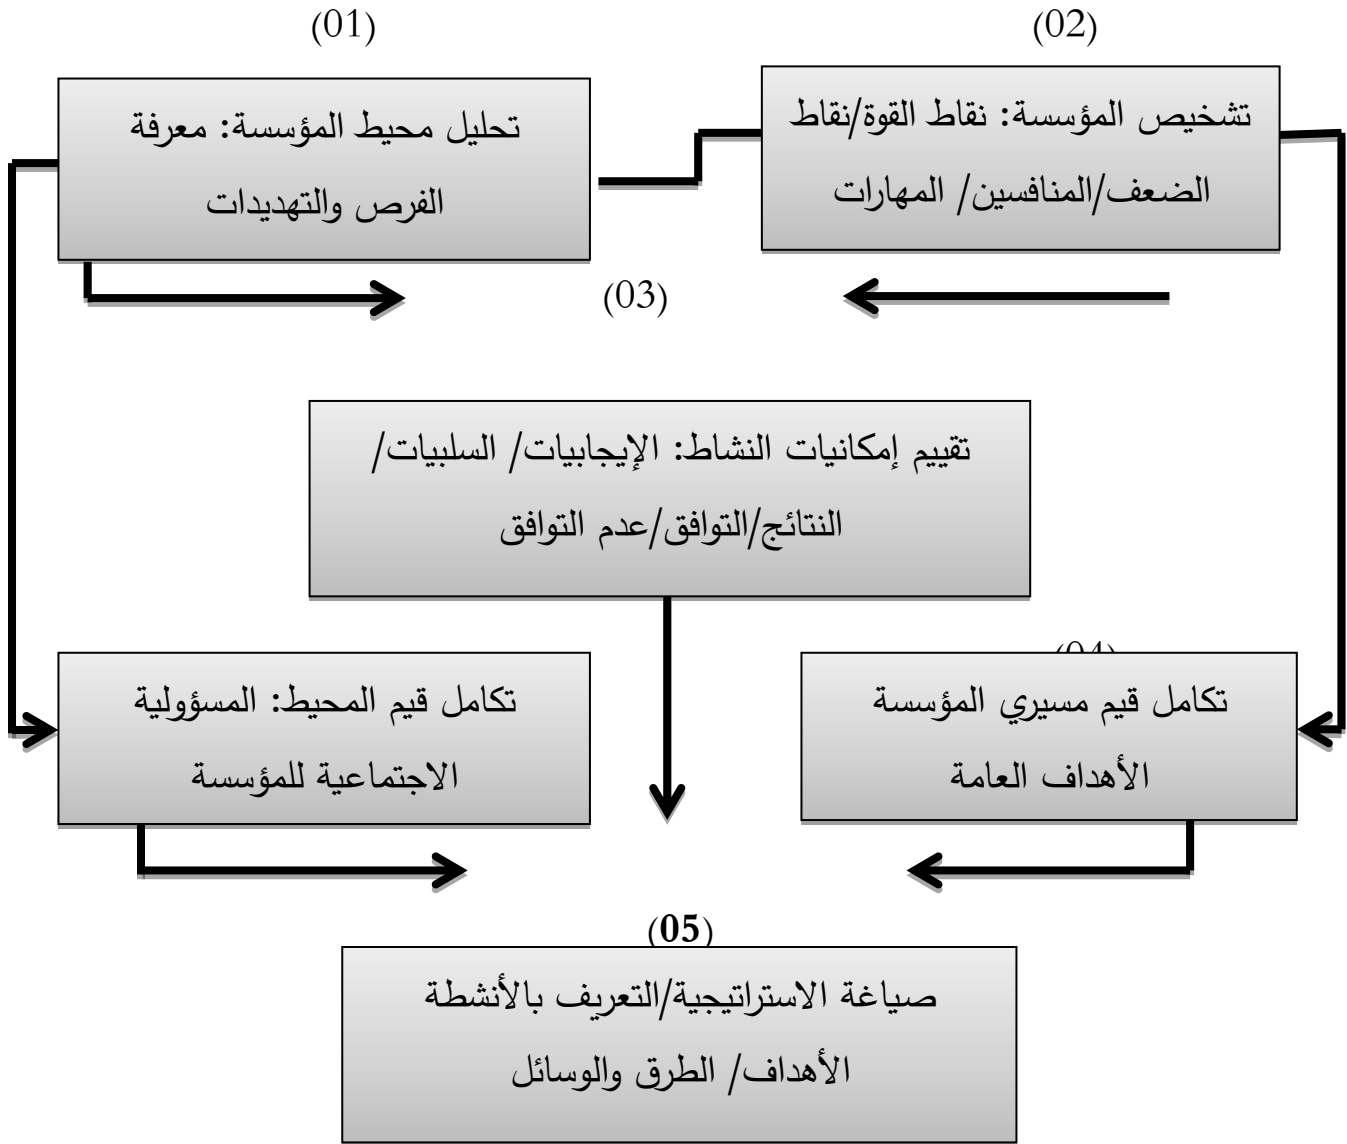 (01)
(02)
تحليل محيط المؤسسة: معرفة
الفرص والتهديدات
تشخيص المؤسسة: نقاط القوة/نقاط
الضعف/المنافسين/ المهارات
(03)
تقييم إمكانيات النشاط: الإيجابيات/ السلبيات/
النتائج/التوافق/عدم التوافق
(04)
تكامل قيم المحيط: المسؤولية
الاجتماعية للمؤسسة
تكامل قيم مسيري المؤسسة
الأهداف العامة
(05)
صياغة الاستراتيجية/التعريف بالأنشطة
الأهداف/ الطرق والوسائل